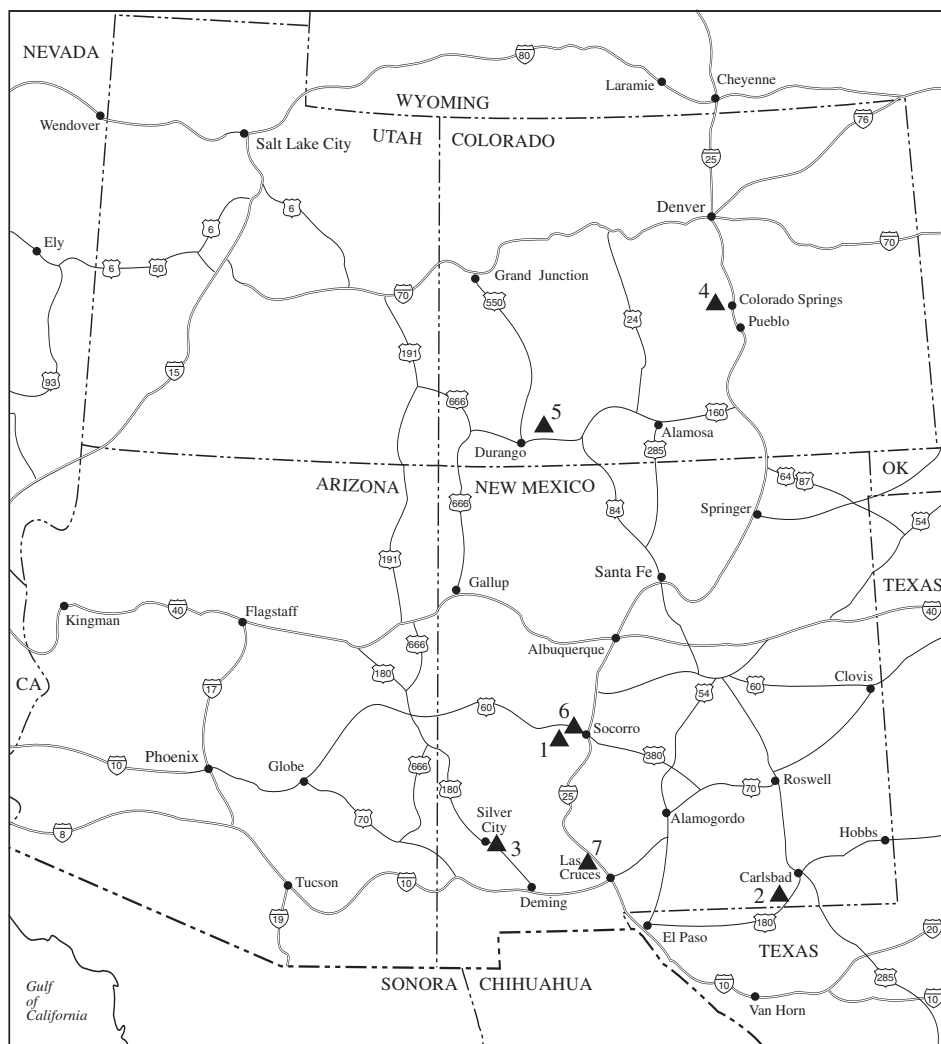 NEVADA
80
Laramie
Cheyenne
WYOMING
Wendover
76
UTAH
COLORADO
Salt Lake City
25
6
Denver
6
Ely
70
6
50
Grand Junction
70
550
4
Colorado Springs
24
Pueblo
191
15
93
666
160
5
Alamosa
Durango
285
OK
64
87
ARIZONA
NEW MEXICO
666
84
Springer
54
191
Santa Fe
Gallup
TEXAS
40
Kingman
40
Flagstaff
Albuquerque
666
180
CA
17
60
Clovis
54
60
6
Socorro
1
380
10
Phoenix
Globe
666
180
70
Roswell
25
70
Silver
City
Alamogordo
8
3
7
Las
Cruces
Hobbs
Carlsbad
Tucson
10
Deming
2
19
180
El Paso
20
TEXAS
SONORA
CHIHUAHUA
285
10
10
Gulf
of
California
Van Horn